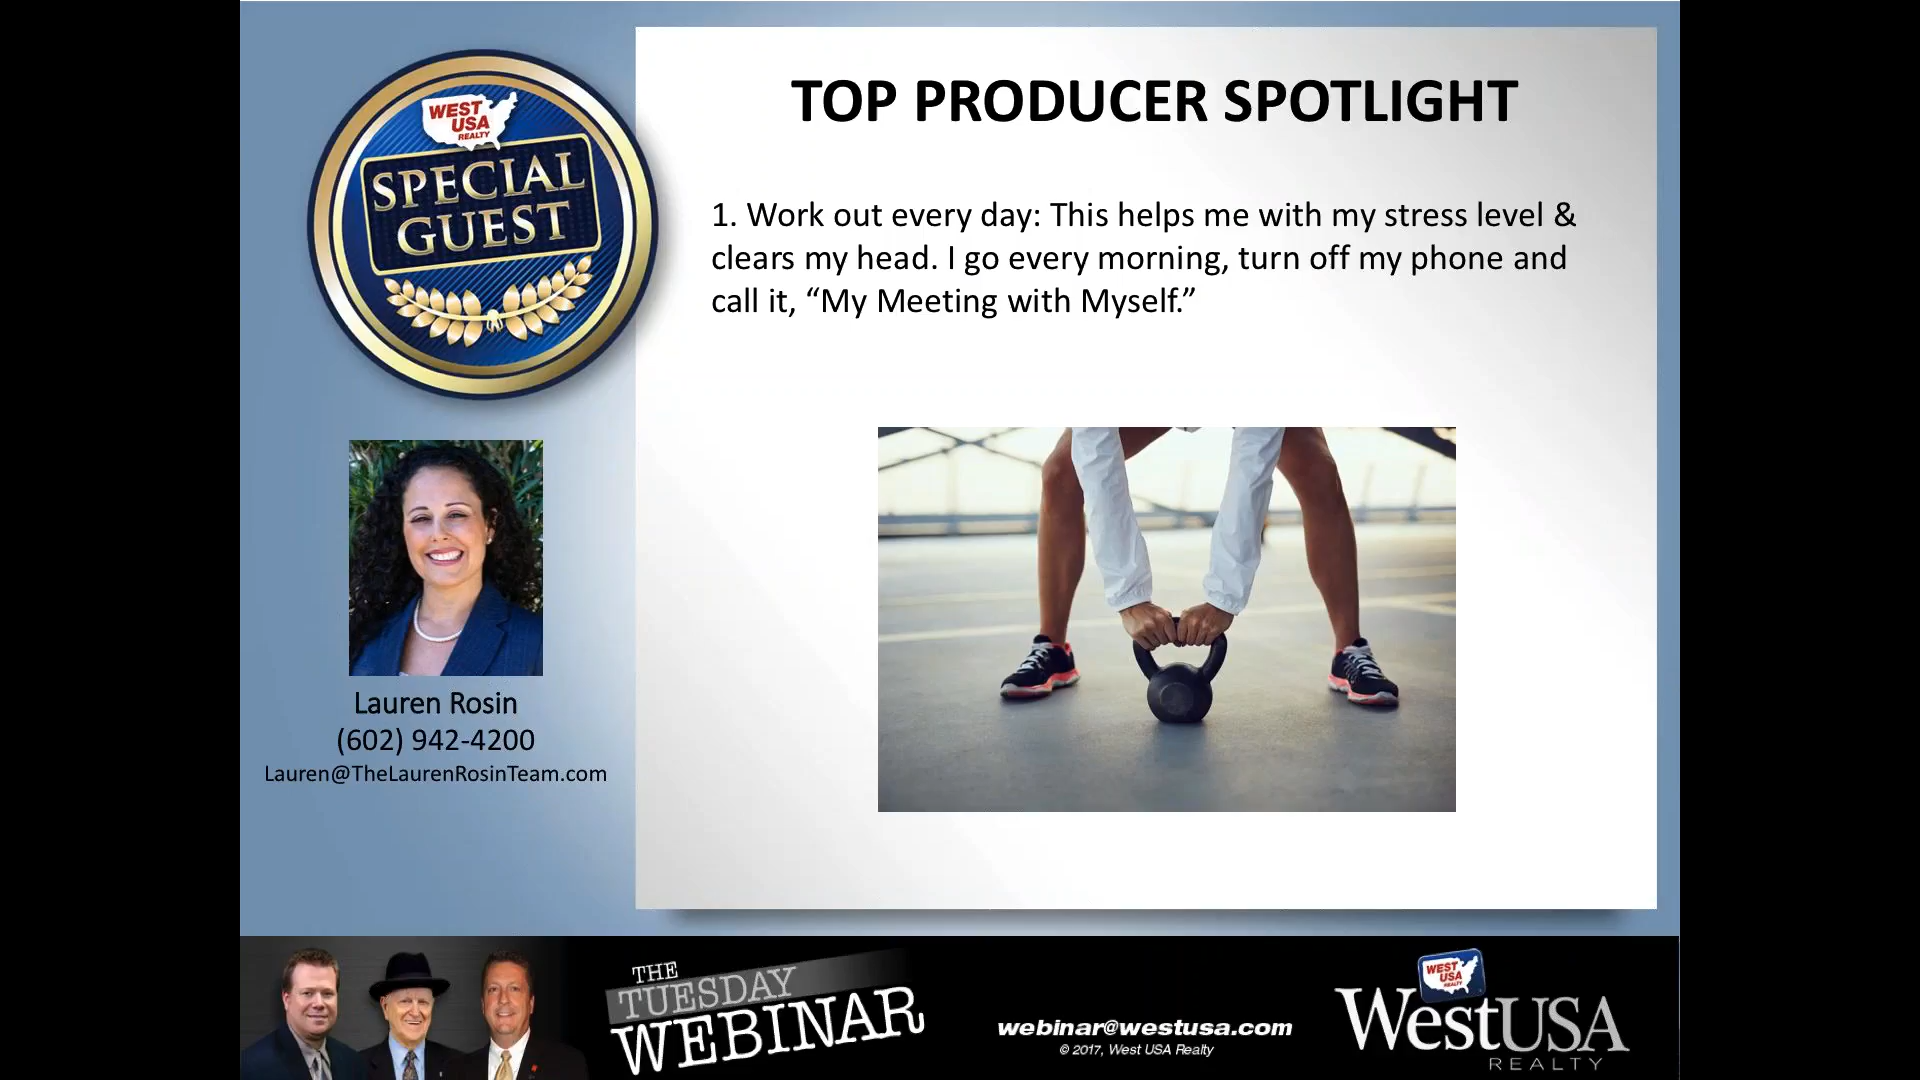 WEST
USA
REALTY
SPECIAL
GUEST
TOP PRODUCER SPOTLIGHT
1. Work out every day: This helps me with my stress level &
clears my head. I go every morning, turn off my phone and
call it, “My Meeting with Myself.”
Lauren Rosin
(602) 942-4200
Lauren@TheLaurenRosinTeam.com
THE
TUESDAY
WEBINAR
webinar@westusa.com
© 2017, West USA Realty
WEST
USA
REALTY
WestUSA
REALTY